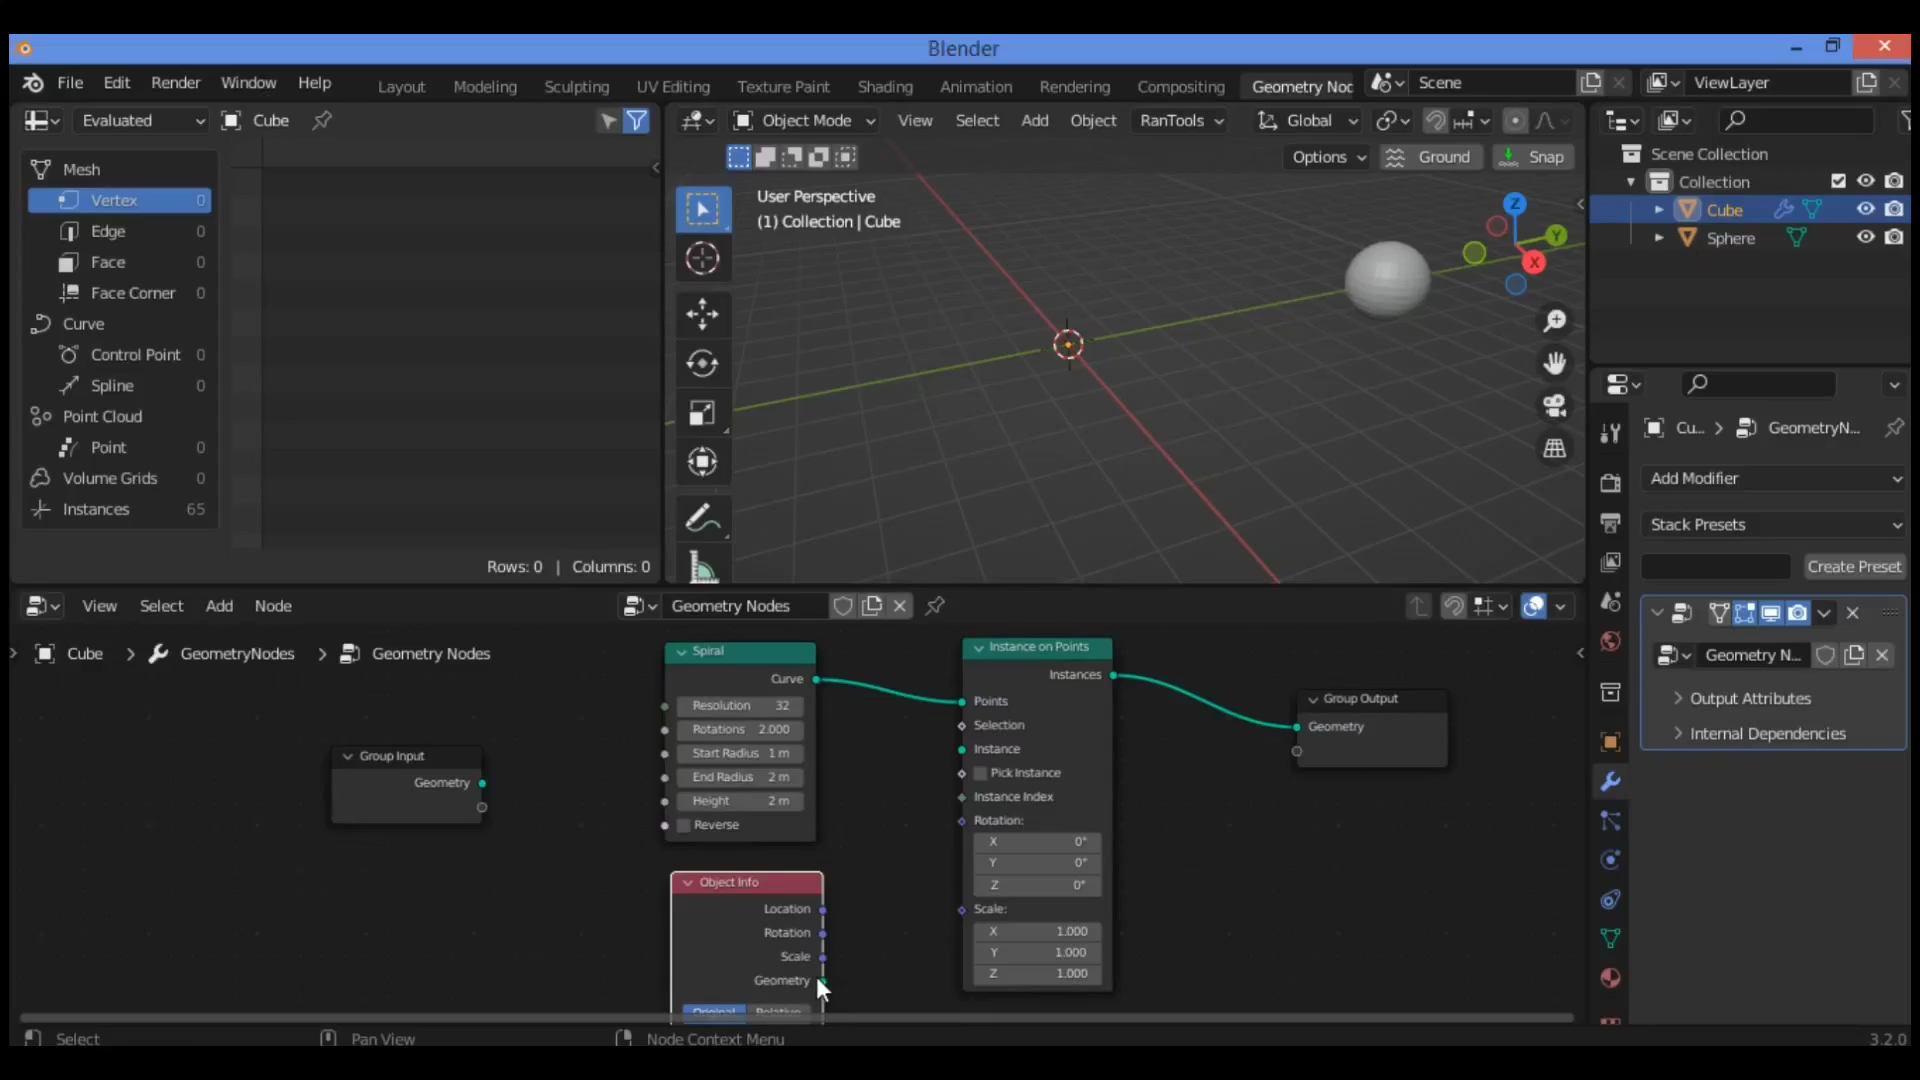 Blender
File Edit Render Window Help
Layout Modeling Sculpting UV Editing Texture Paint Shading Animation Rendering Compositing Geometry Noc
Scene
ViewLayer
Evaluated
Cube
Mesh
Vertex 0
Edge 0
Face 0
Face Corner 0
Curve
Control Point 0
Spline 0
Point Cloud
Point 0
Volume Grids 0
Instances 65
Rows: 0 | Columns: 0
Object Mode View Select Add Object RanTools Global
Options Ground Snap
User Perspective
(1) Collection | Cube
Z
Y
X
Scene Collection
Collection
Cube
Sphere
Cu... > GeometryN...
Add Modifier
Stack Presets
Create Preset
Geometry N...
> Output Attributes
> Internal Dependencies
View Select Add Node
Geometry Nodes
> Cube > GeometryNodes > Geometry Nodes
Group Input
Geometry
Spiral
Curve
Resolution 32
Rotations 2.000
Start Radius 1 m
End Radius 2 m
Height 2 m
Reverse
Object Info
Location
Rotation
Scale
Geometry
Original Relative
Instance on Points
Instances
Points
Selection
Instance
Pick Instance
Instance Index
Rotation:
X 0°
Y 0°
Z 0°
Scale:
X 1.000
Y 1.000
Z 1.000
Group Output
Geometry
Select Pan View Node Context Menu 3.2.0